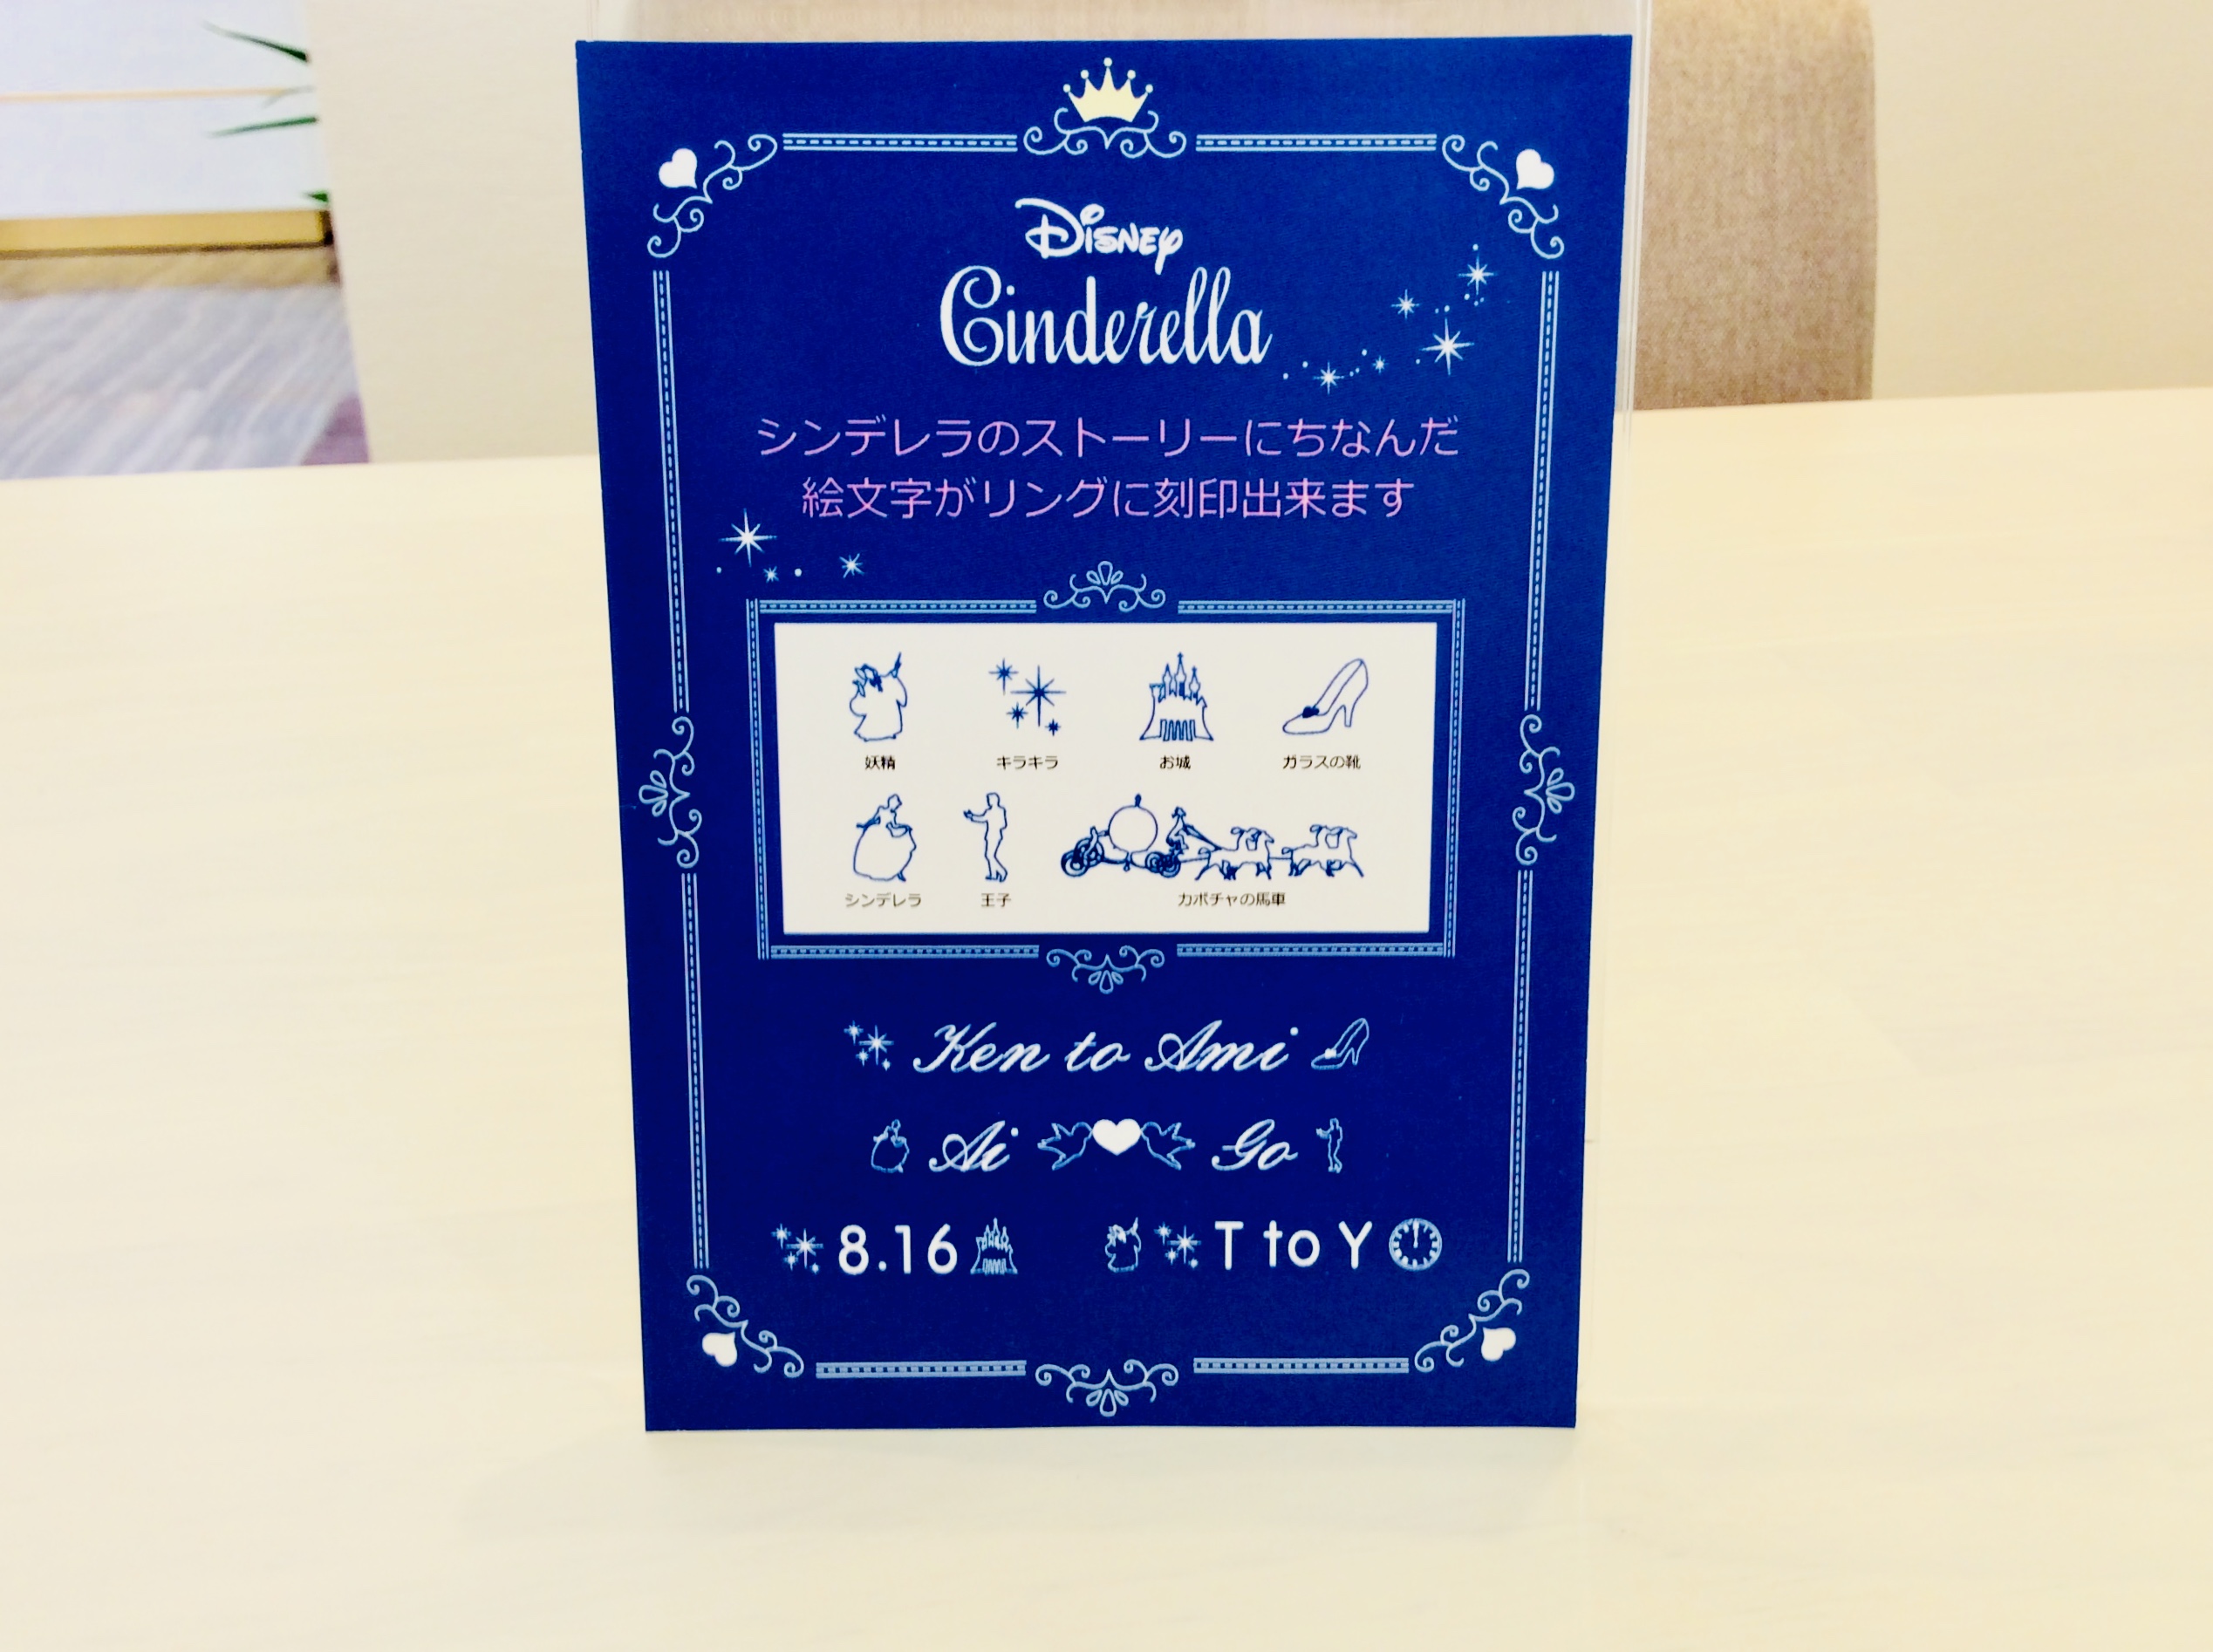 Disney
Cinderella
シンデレラのストーリーにちなんだ
絵文字がリングに刻印出来ます
妖精 キラキラ お城 ガラスの靴
シンデレラ 王子 カボチャの馬車
Ken to Ami
Ai Go
8.16 T to Y